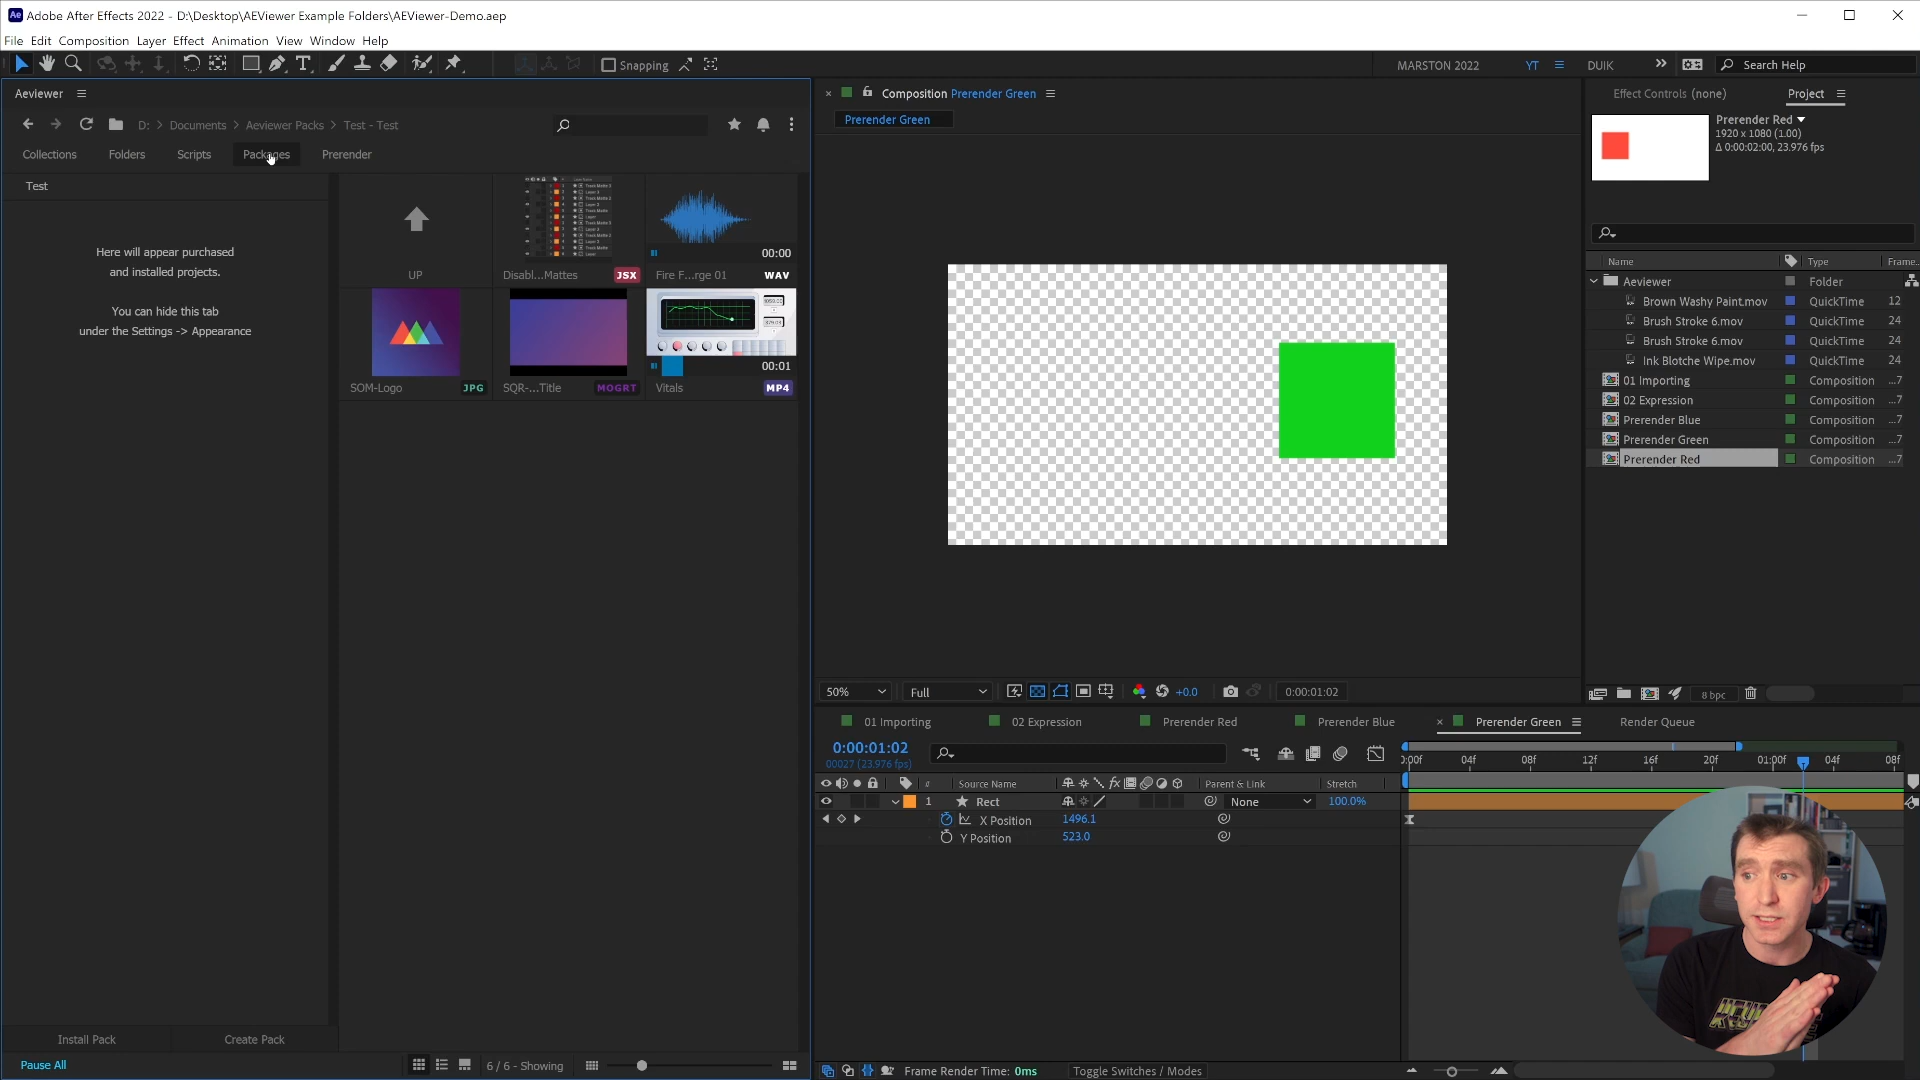 Adobe After Effects 2022 - D:\Desktop\AEViewer Example Folders\AEViewer-Demo.aep
File Edit Composition Layer Effect Animation View Window Help
Snapping
MARSTON 2022 YT DUIK Search Help
Aeviewer
D: > Documents > Aeviewer Packs > Test - Test
Collections Folders Scripts Packages Prerender
Test
Here will appear purchased
and installed projects.
You can hide this tab
under the Settings -> Appearance
UP
Disabl...Mattes JSX
00:00
Fire F...rge 01 WAV
SOM-Logo JPG
SQR-...Title MOGRT
00:01
Vitals MP4
Install Pack Create Pack
Pause All
6 / 6 - Showing
Composition Prerender Green
Prerender Green
50% Full +0.0 0:00:01:02
Effect Controls (none) Project
Prerender Red
1920 x 1080 (1.00)
Δ 0:00:02:00, 23.976 fps
Name Type Frame...
Aeviewer Folder
Brown Washy Paint.mov QuickTime 12
Brush Stroke 6.mov QuickTime 24
Brush Stroke 6.mov QuickTime 24
Ink Blotche Wipe.mov QuickTime 24
01 Importing Composition ...7
02 Expression Composition ...7
Prerender Blue Composition ...7
Prerender Green Composition ...7
Prerender Red Composition ...7
8 bpc
01 Importing 02 Expression Prerender Red Prerender Blue Prerender Green Render Queue
0:00:01:02
00027 (23.976 fps)
0:00f 04f 08f 12f 16f 20f 01:00f 04f 08f
# Source Name fx Parent & Link Stretch
1 Rect None 100.0%
X Position 1496.1
Y Position 523.0
Frame Render Time: 0ms Toggle Switches / Modes